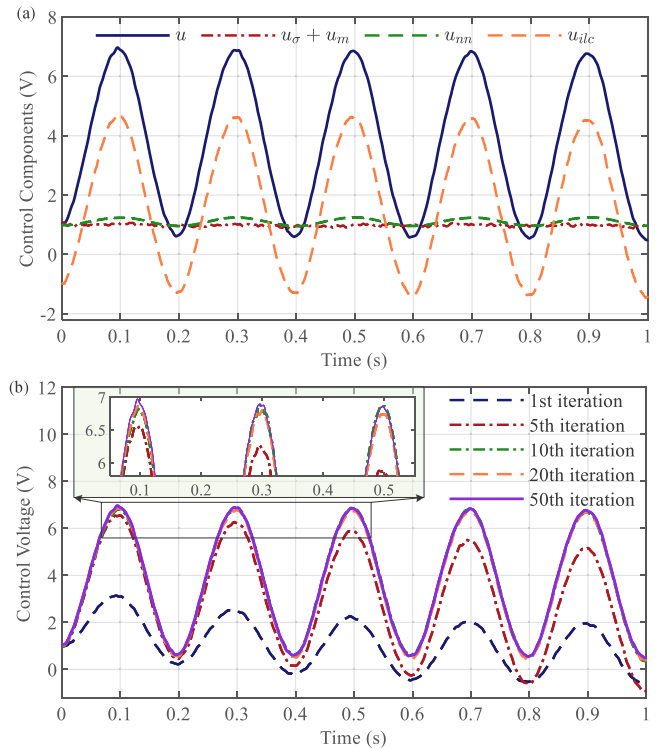 (a)
u u_σ + u_m u_nn u_ilc
8
6
4
2
0
-2
Control Components (V)
0 0.1 0.2 0.3 0.4 0.5 0.6 0.7 0.8 0.9 1
Time (s)
(b)
12
10
8
6
4
2
0
Control Voltage (V)
7
6.5
6
0.1 0.2 0.3 0.4 0.5
1st iteration
5th iteration
10th iteration
20th iteration
50th iteration
0 0.1 0.2 0.3 0.4 0.5 0.6 0.7 0.8 0.9 1
Time (s)